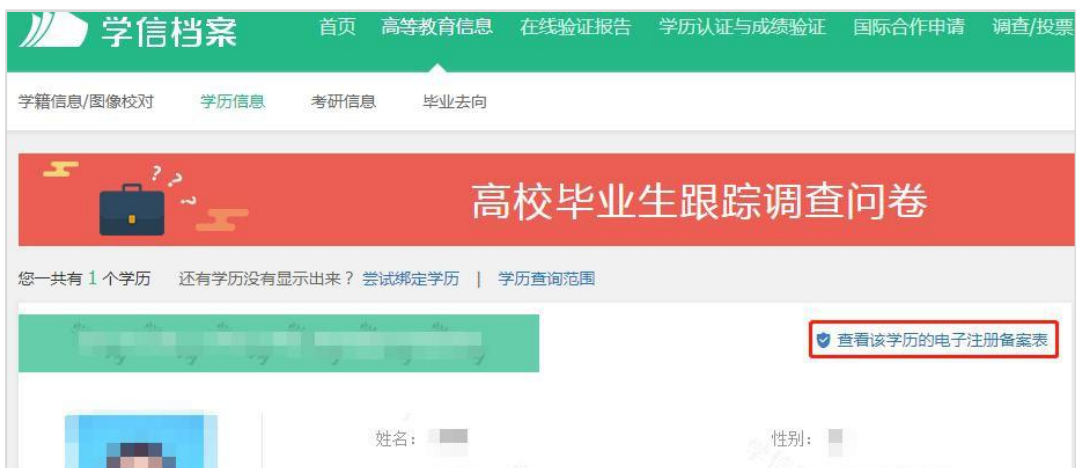 学信档案 首页 高等教育信息 在线验证报告 学历认证与成绩验证 国际合作申请 调查/投票
学籍信息/图像校对 学历信息 考研信息 毕业去向
???
高校毕业生跟踪调查问卷
您一共有 1 个学历 还有学历没有显示出来？ 尝试绑定学历 | 学历查询范围
查看该学历的电子注册备案表
姓名： 性别：